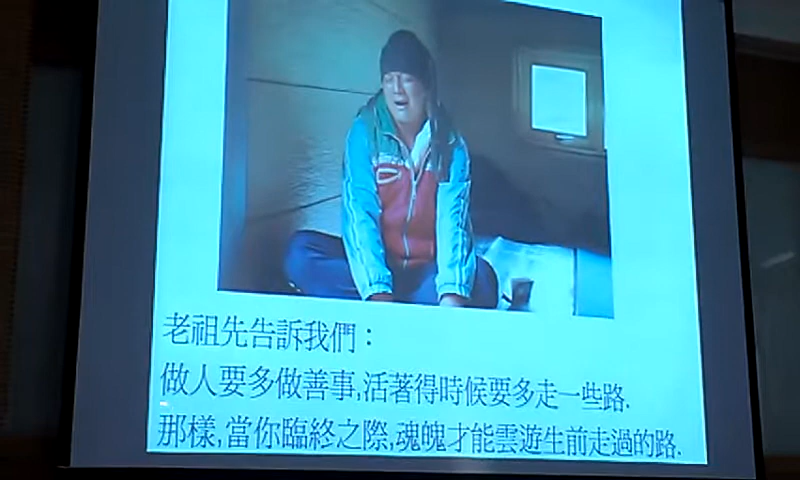 老祖先告訴我們：
做人要多做善事,活著得時候要多走一些路.
那樣,當你臨終之際,魂魄才能雲遊生前走過的路.